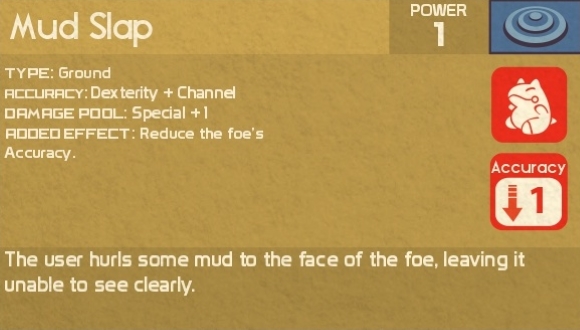 Mud Slap
POWER
1
TYPE: Ground
ACCURACY: Dexterity + Channel
DAMAGE POOL: Special +1
ADDED EFFECT: Reduce the foe's
Accuracy.
Accuracy
1
The user hurls some mud to the face of the foe, leaving it
unable to see clearly.